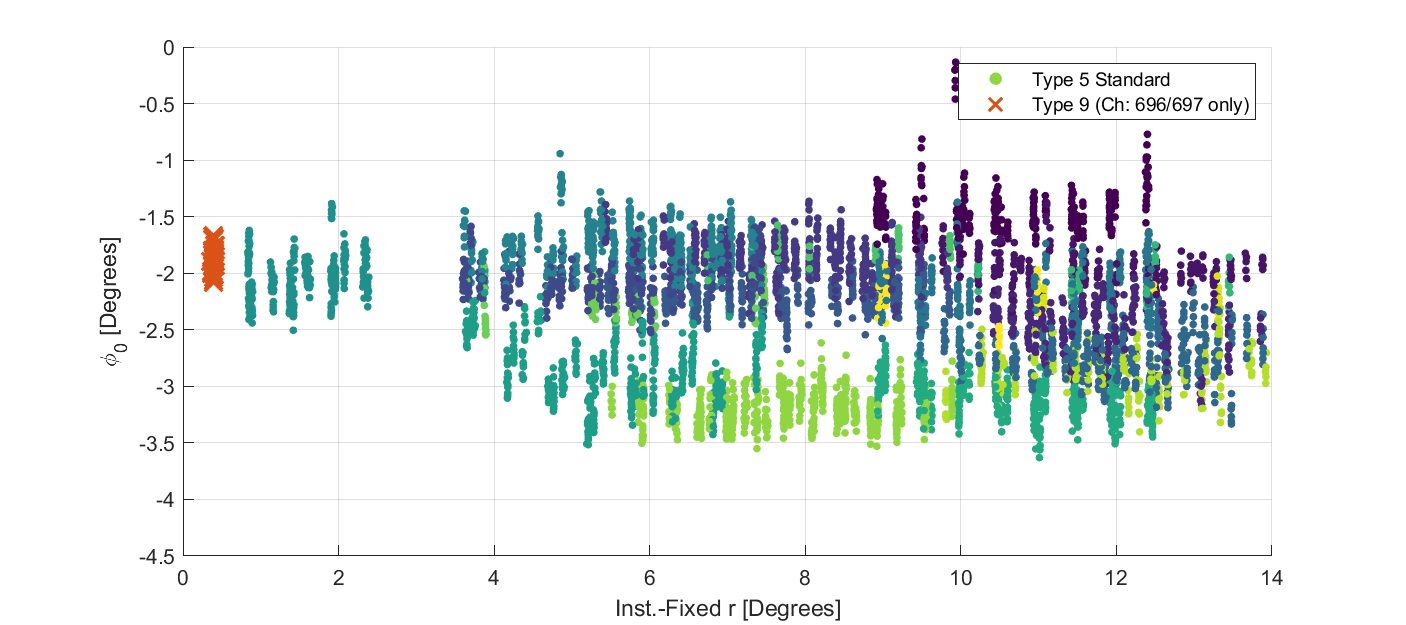 0
-0.5
-1
-1.5
-2
-2.5
-3
-3.5
-4
-4.5
ϕ0 [Degrees]
Type 5 Standard
Type 9 (Ch: 696/697 only)
0 2 4 6 8 10 12 14
Inst.-Fixed r [Degrees]